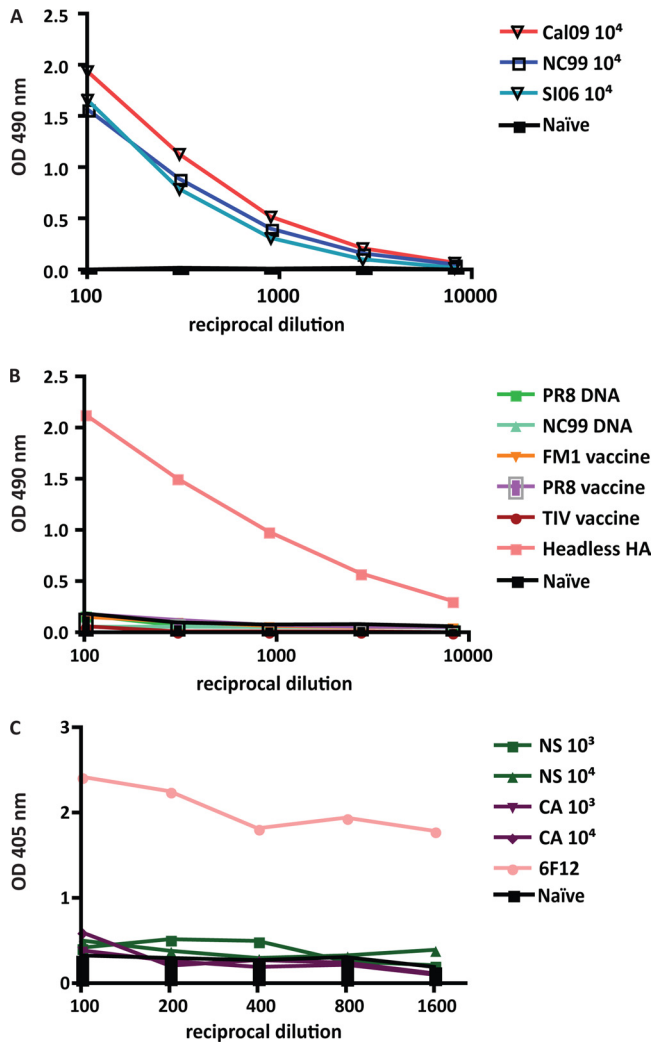 A
2.5
2.0
1.5
1.0
0.5
0.0
OD 490 nm
100
1000
10000
reciprocal dilution
Cal09 10⁴
NC99 10⁴
SI06 10⁴
Naïve
B
2.5
2.0
1.5
1.0
0.5
0.0
OD 490 nm
100
1000
10000
reciprocal dilution
PR8 DNA
NC99 DNA
FM1 vaccine
PR8 vaccine
TIV vaccine
Headless HA
Naïve
C
3
2
1
0
OD 405 nm
100
200
400
800
1600
reciprocal dilution
NS 10³
NS 10⁴
CA 10³
CA 10⁴
6F12
Naïve